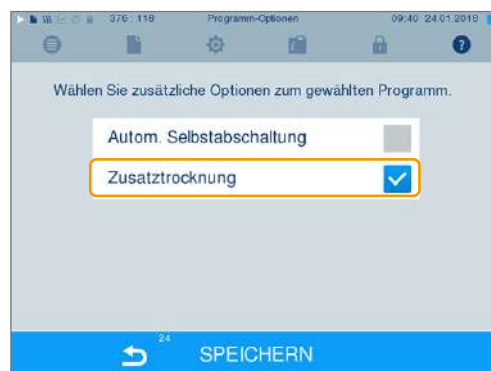 376 : 118 Programm-Optionen 09:40 24.01.2018
?
Wählen Sie zusätzliche Optionen zum gewählten Programm.
Autom. Selbstabschaltung
Zusatztrocknung
24
SPEICHERN